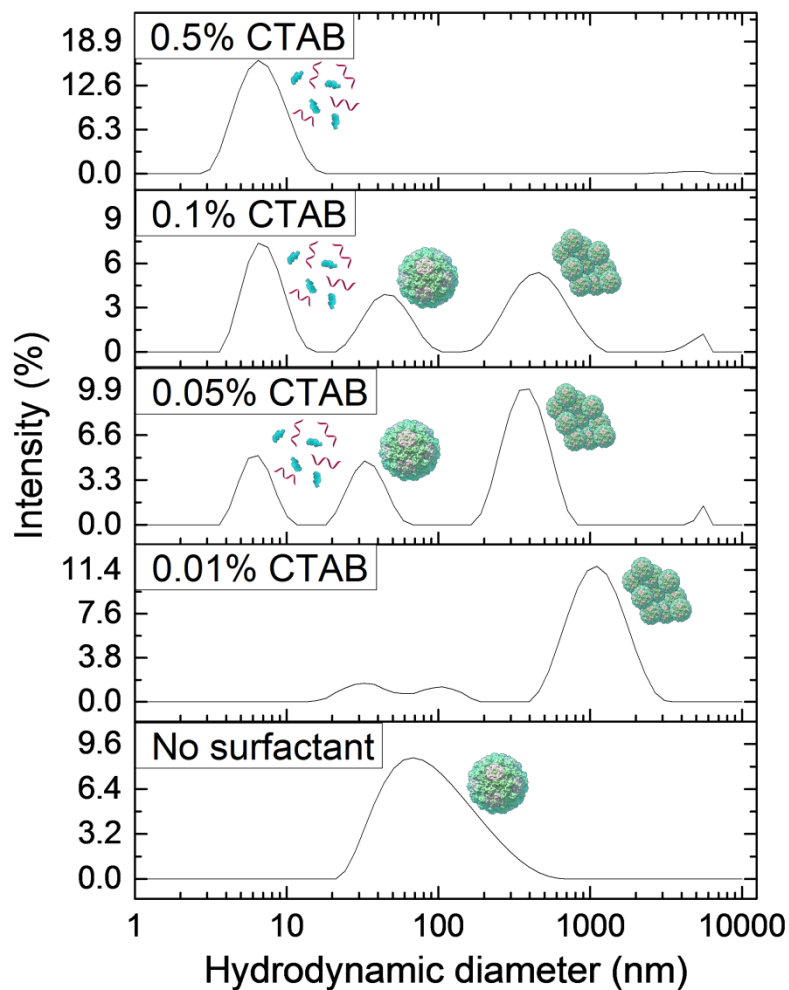 0.5% CTAB
18.9
12.6
6.3
0.0
0.1% CTAB
9
6
3
0
0.05% CTAB
9.9
6.6
3.3
0.0
0.01% CTAB
11.4
7.6
3.8
0.0
No surfactant
9.6
6.4
3.2
0.0
Intensity (%)
1 10 100 1000 10000
Hydrodynamic diameter (nm)